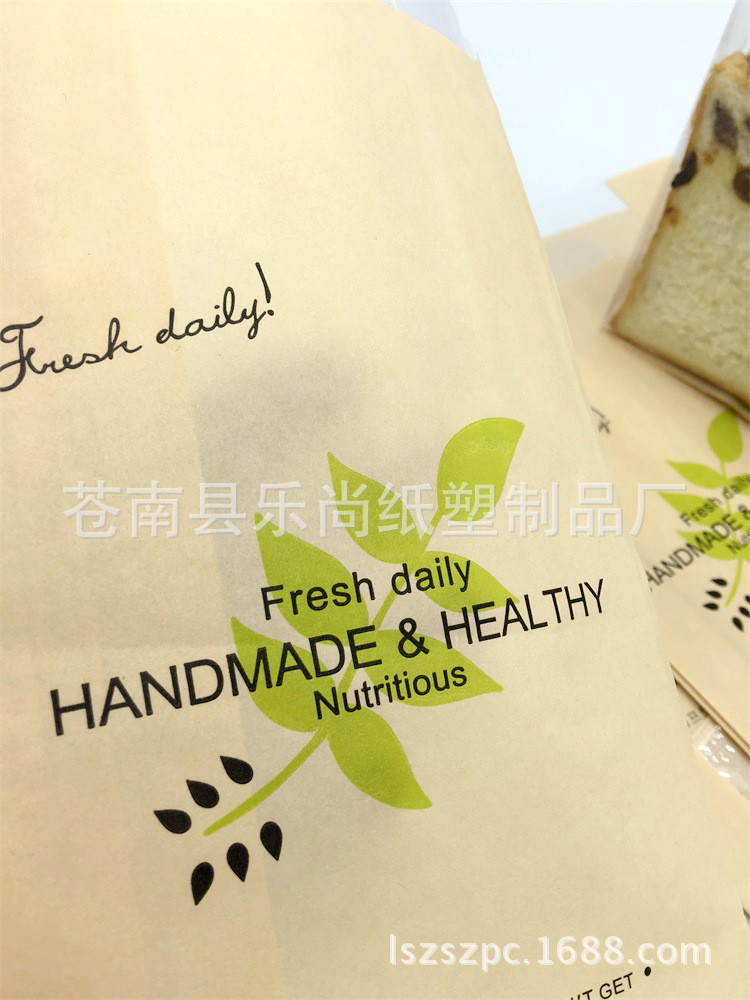 Fresh daily!
苍南县乐尚纸塑制品厂
Fresh daily
HANDMADE & HEALTHY
Nutritious
Fresh daily
HANDMADE &
lszszpc.1688.com
GET •